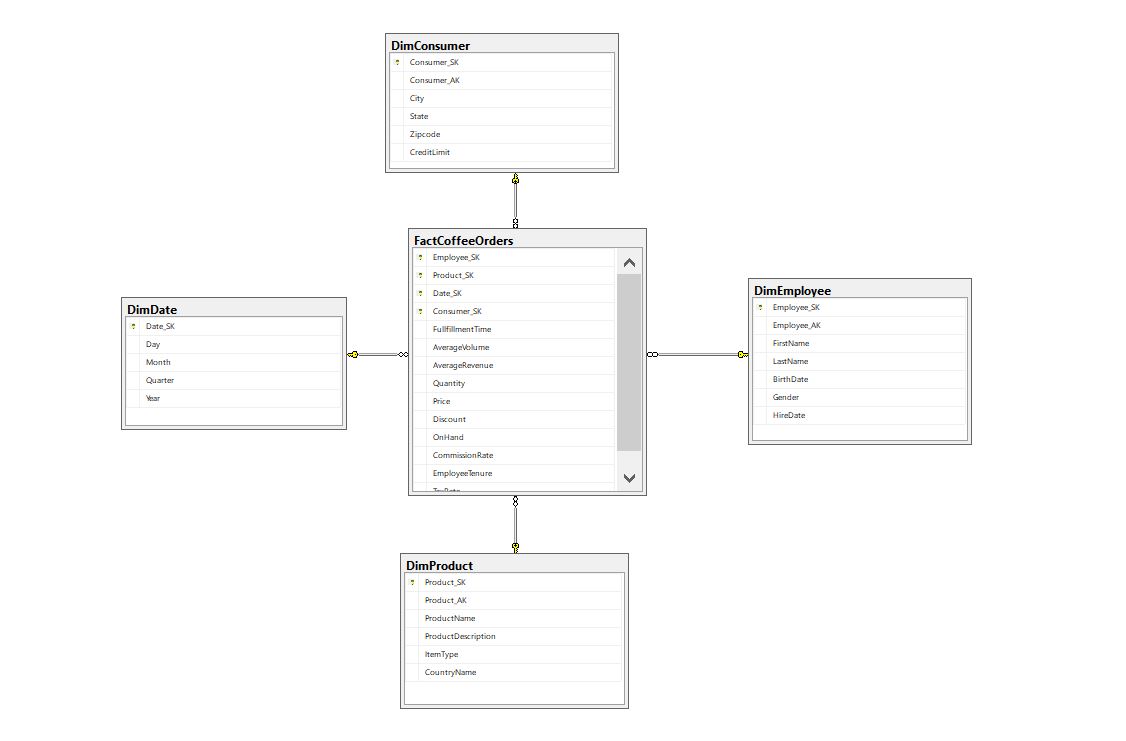 DimConsumer
Consumer_SK
Consumer_AK
City
State
Zipcode
CreditLimit
FactCoffeeOrders
Employee_SK
Product_SK
Date_SK
Consumer_SK
FullfillmentTime
AverageVolume
AverageRevenue
Quantity
Price
Discount
OnHand
CommissionRate
EmployeeTenure
DimDate
Date_SK
Day
Month
Quarter
Year
DimEmployee
Employee_SK
Employee_AK
FirstName
LastName
BirthDate
Gender
HireDate
DimProduct
Product_SK
Product_AK
ProductName
ProductDescription
ItemType
CountryName